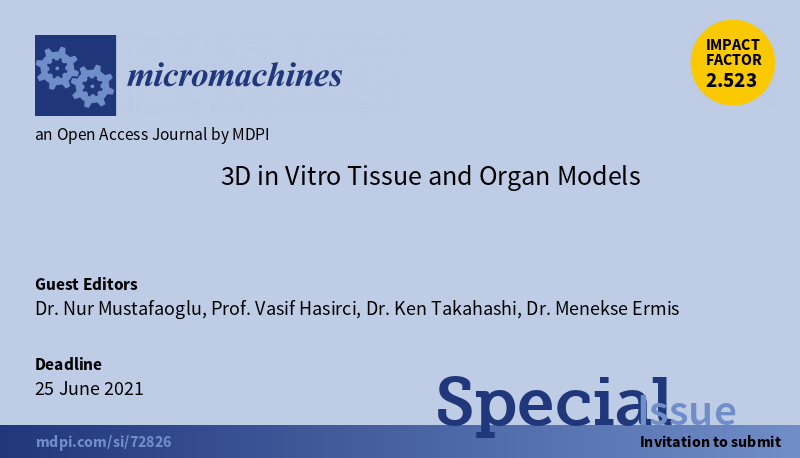 micromachines
IMPACT
FACTOR
2.523
an Open Access Journal by MDPI
3D in Vitro Tissue and Organ Models
Guest Editors
Dr. Nur Mustafaoglu, Prof. Vasif Hasirci, Dr. Ken Takahashi, Dr. Menekse Ermis
Deadline
25 June 2021
Special Issue
mdpi.com/si/72826
Invitation to submit